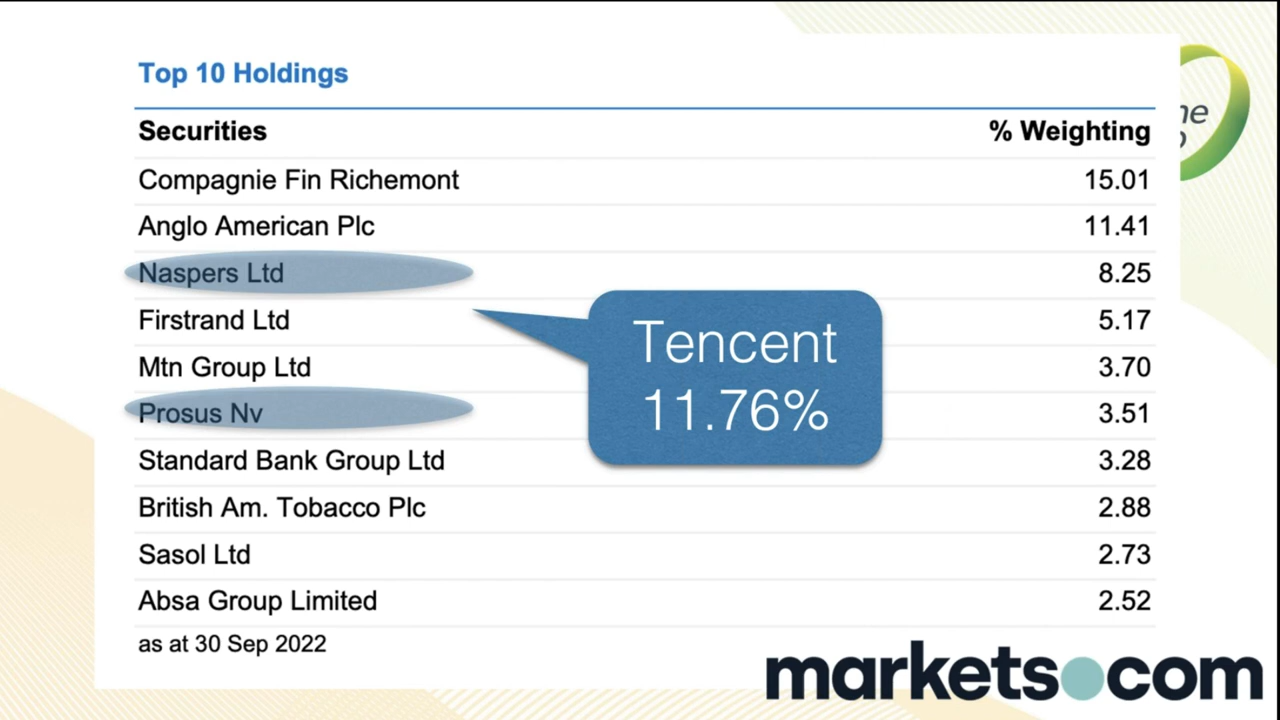 Top 10 Holdings
Securities % Weighting
Compagnie Fin Richemont 15.01
Anglo American Plc 11.41
Naspers Ltd 8.25
Firstrand Ltd 5.17
Mtn Group Ltd 3.70
Prosus Nv 3.51
Standard Bank Group Ltd 3.28
British Am. Tobacco Plc 2.88
Sasol Ltd 2.73
Absa Group Limited 2.52
as at 30 Sep 2022
Tencent
11.76%
markets.com